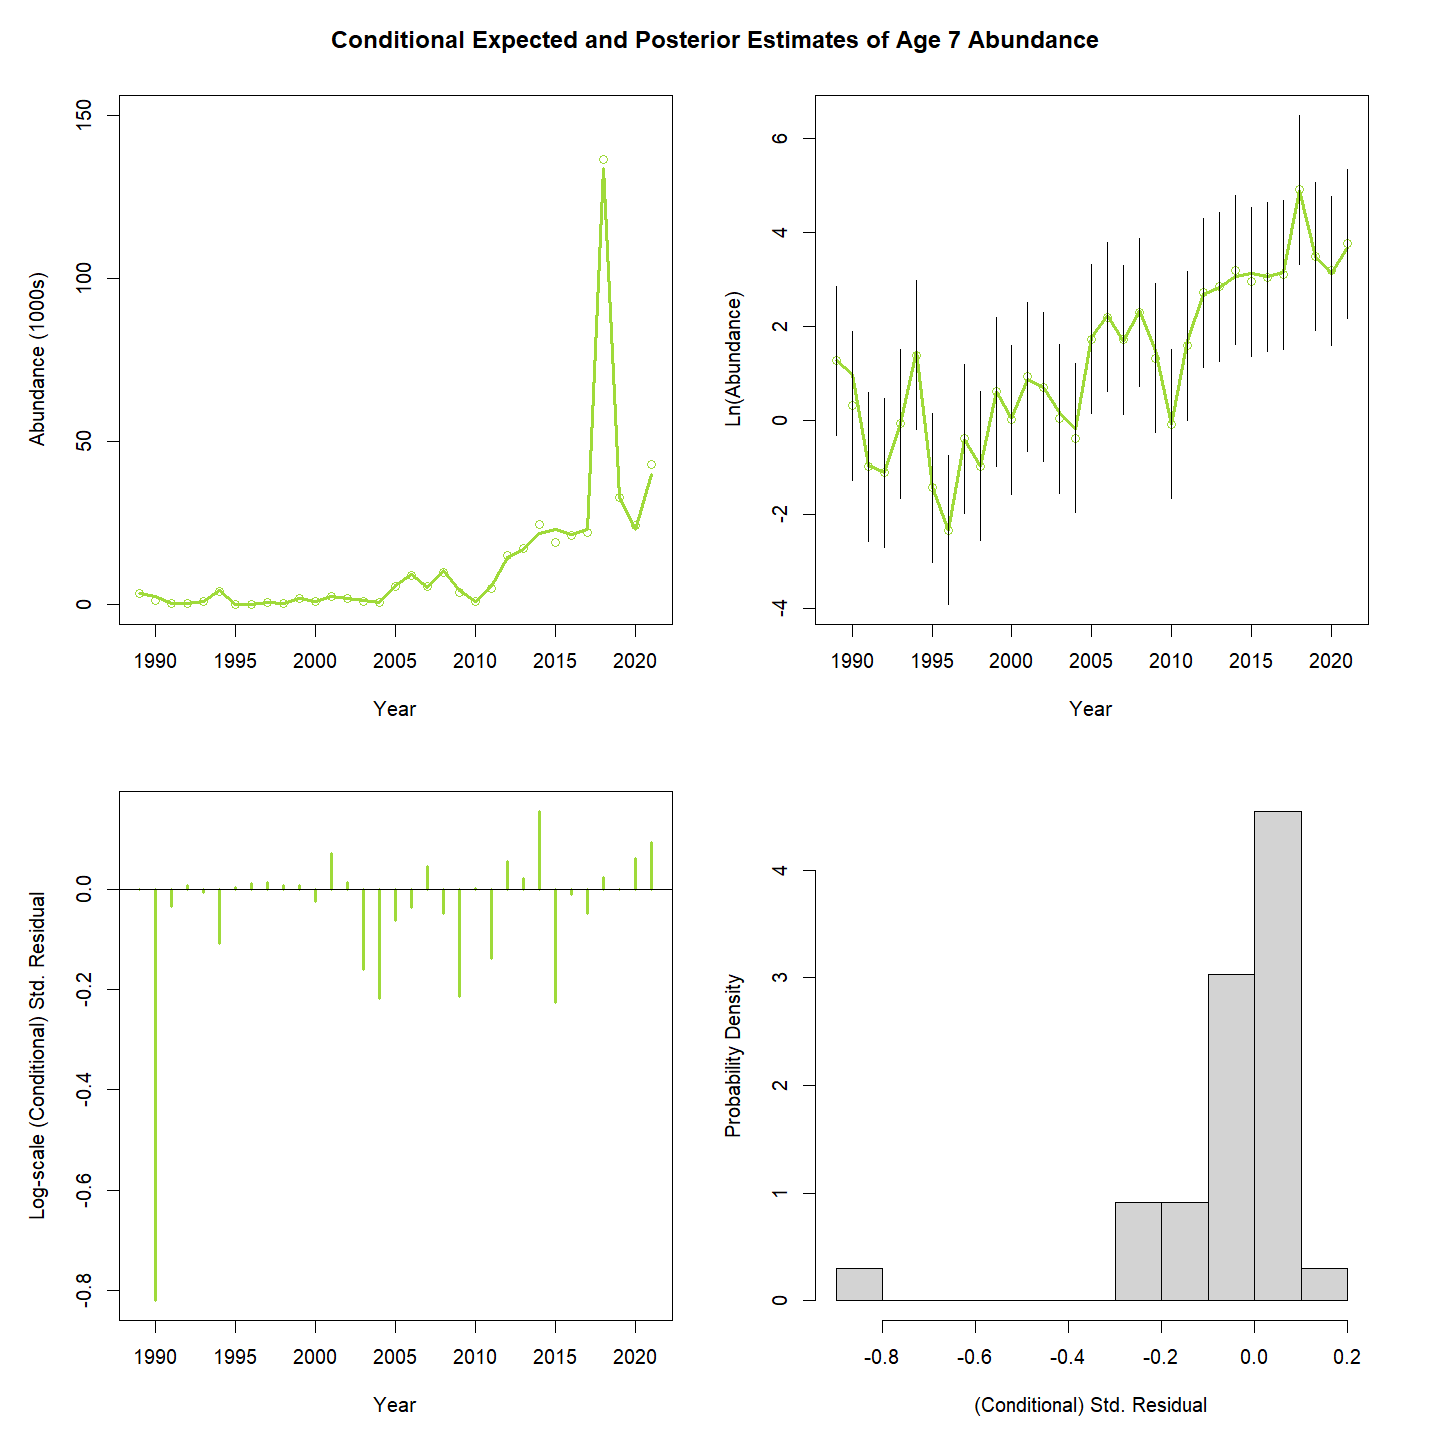 Conditional Expected and Posterior Estimates of Age 7 Abundance
Abundance (1000s)
150
100
50
0
1990 1995 2000 2005 2010 2015 2020
Year
Ln(Abundance)
6
4
2
0
-2
-4
1990 1995 2000 2005 2010 2015 2020
Year
Log-scale (Conditional) Std. Residual
0.0
-0.2
-0.4
-0.6
-0.8
1990 1995 2000 2005 2010 2015 2020
Year
Probability Density
4
3
2
1
0
-0.8 -0.6 -0.4 -0.2 0.0 0.2
(Conditional) Std. Residual